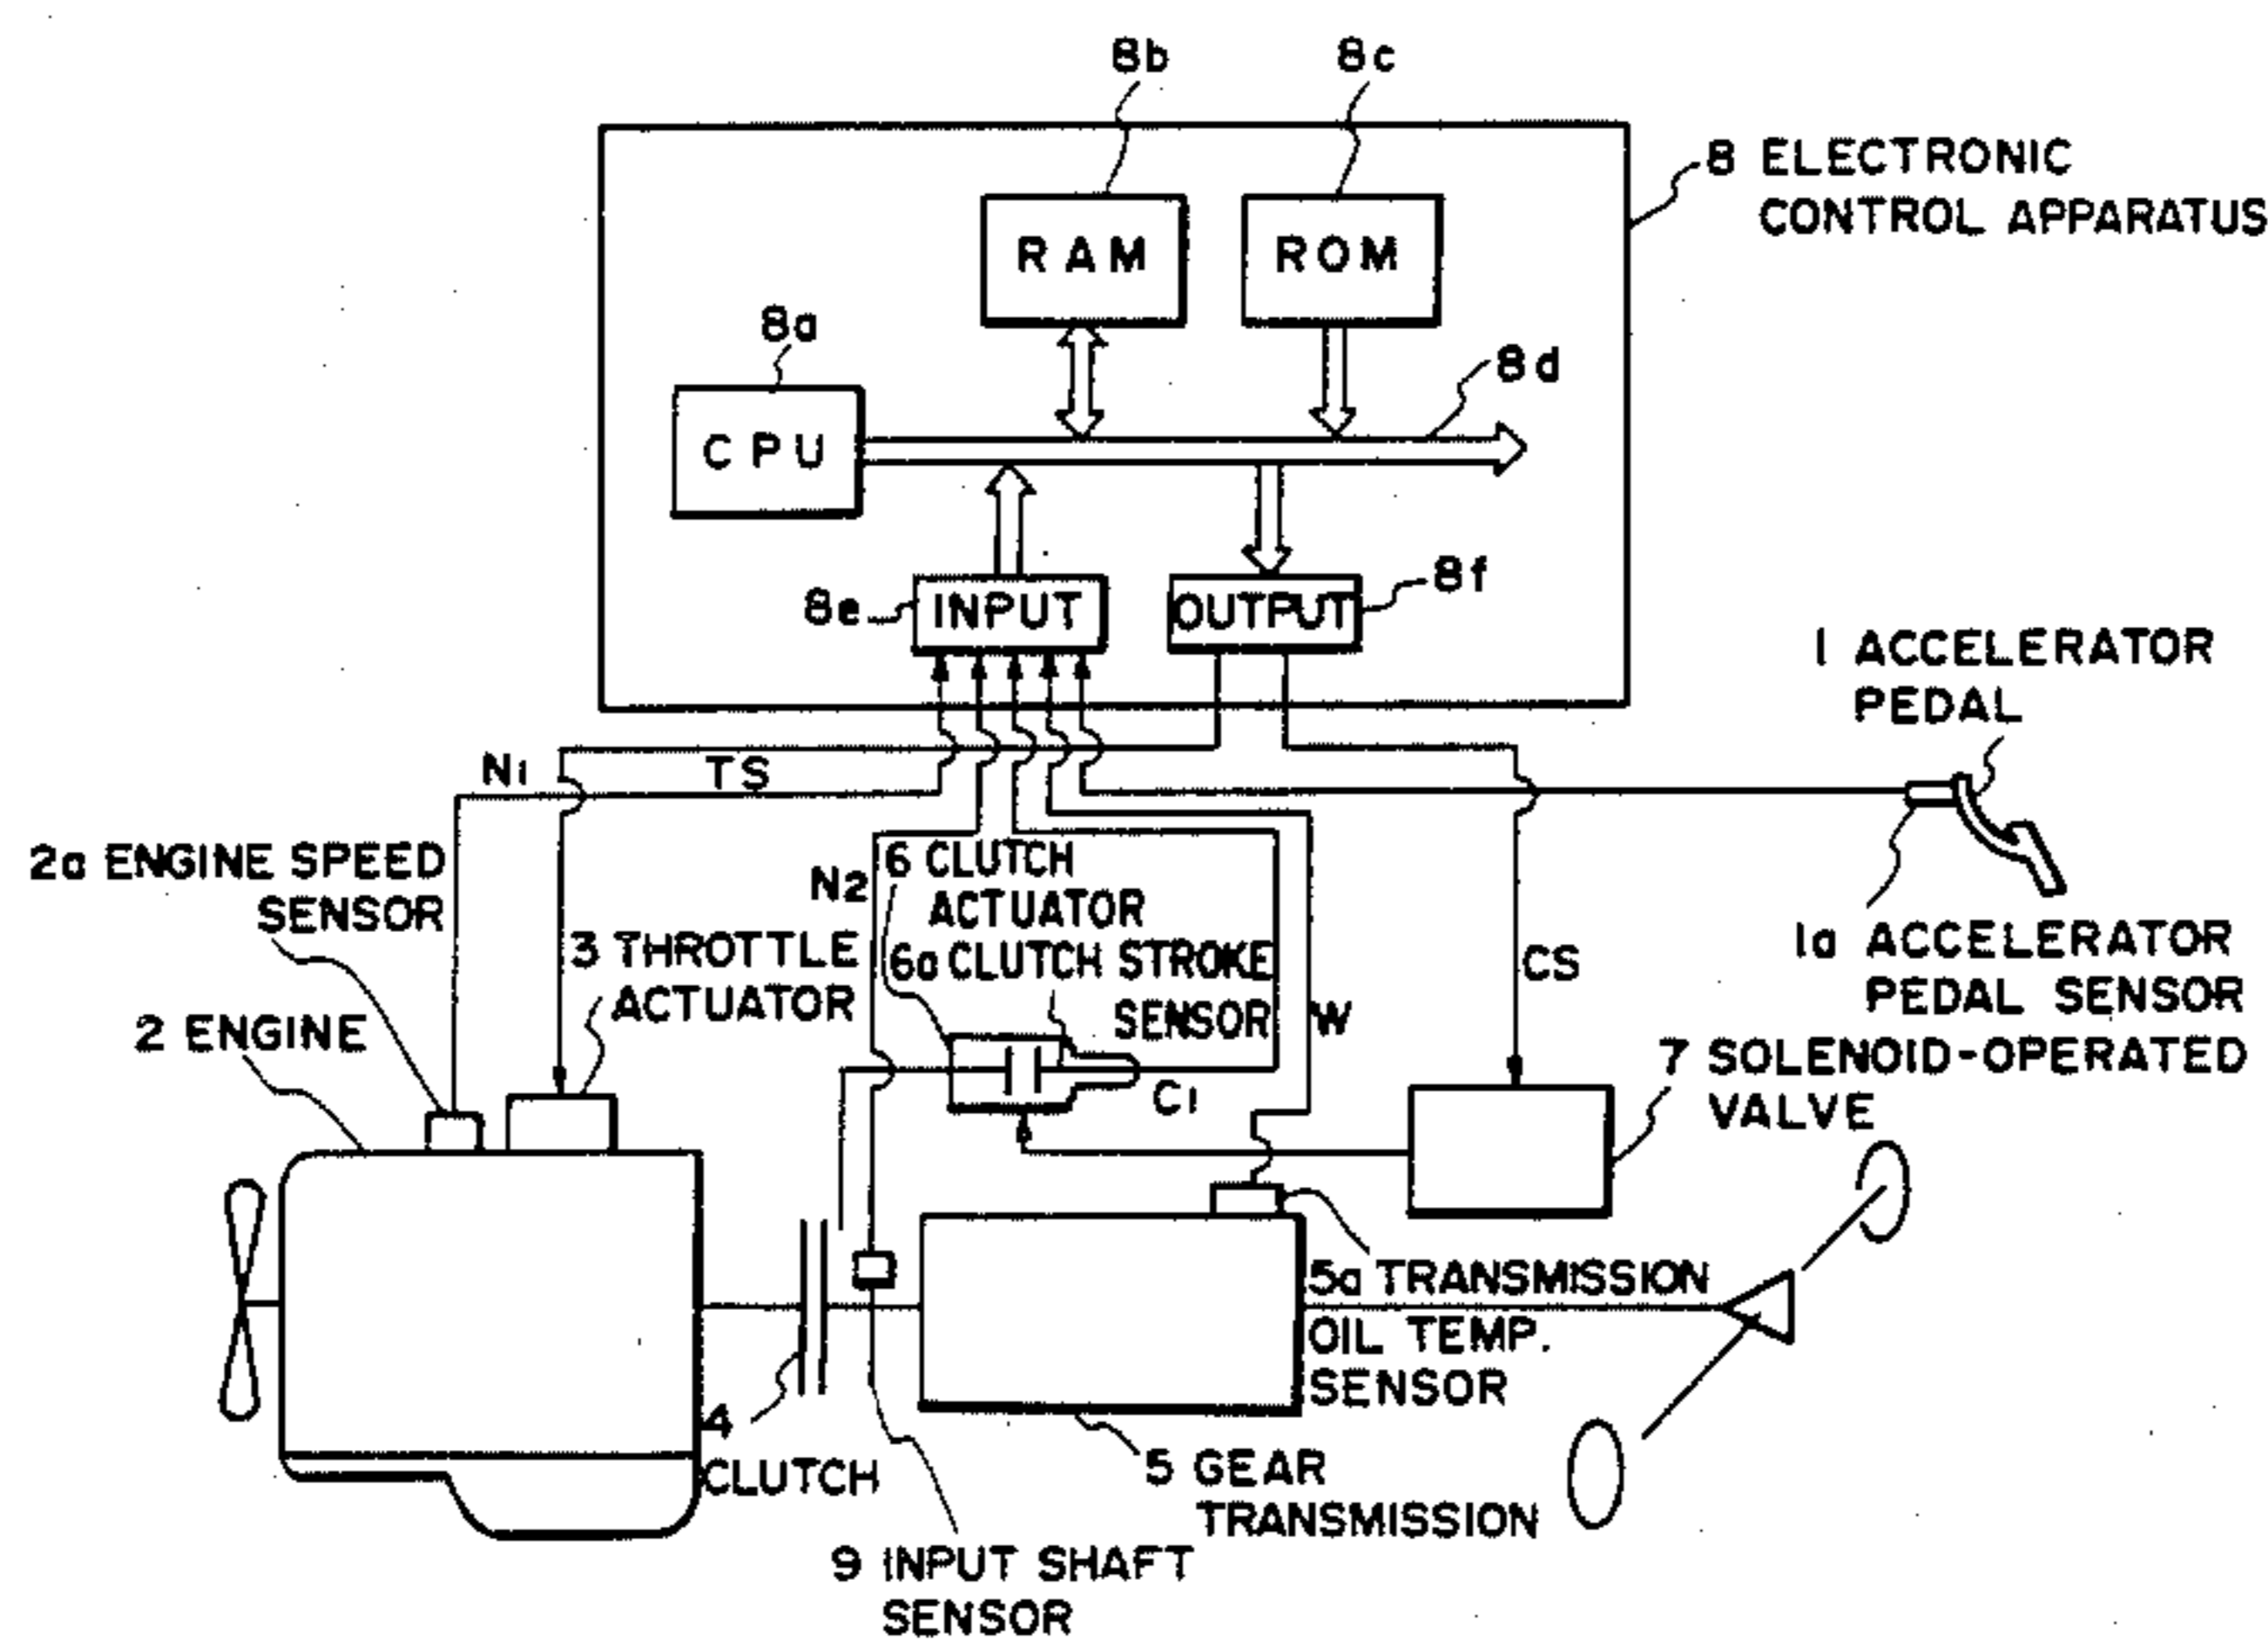 8b
8c
8 ELECTRONIC
CONTROL APPARATUS
RAM
ROM
8a
8d
CPU
8e
INPUT
OUTPUT
8f
1 ACCELERATOR
PEDAL
N1
TS
2a ENGINE SPEED
SENSOR
N2
6 CLUTCH
ACTUATOR
6a CLUTCH STROKE
SENSOR
W
CS
1a ACCELERATOR
PEDAL SENSOR
3 THROTTLE
ACTUATOR
2 ENGINE
C1
7 SOLENOID-OPERATED
VALVE
5a TRANSMISSION
OIL TEMP.
SENSOR
4
CLUTCH
5 GEAR
TRANSMISSION
9 INPUT SHAFT
SENSOR